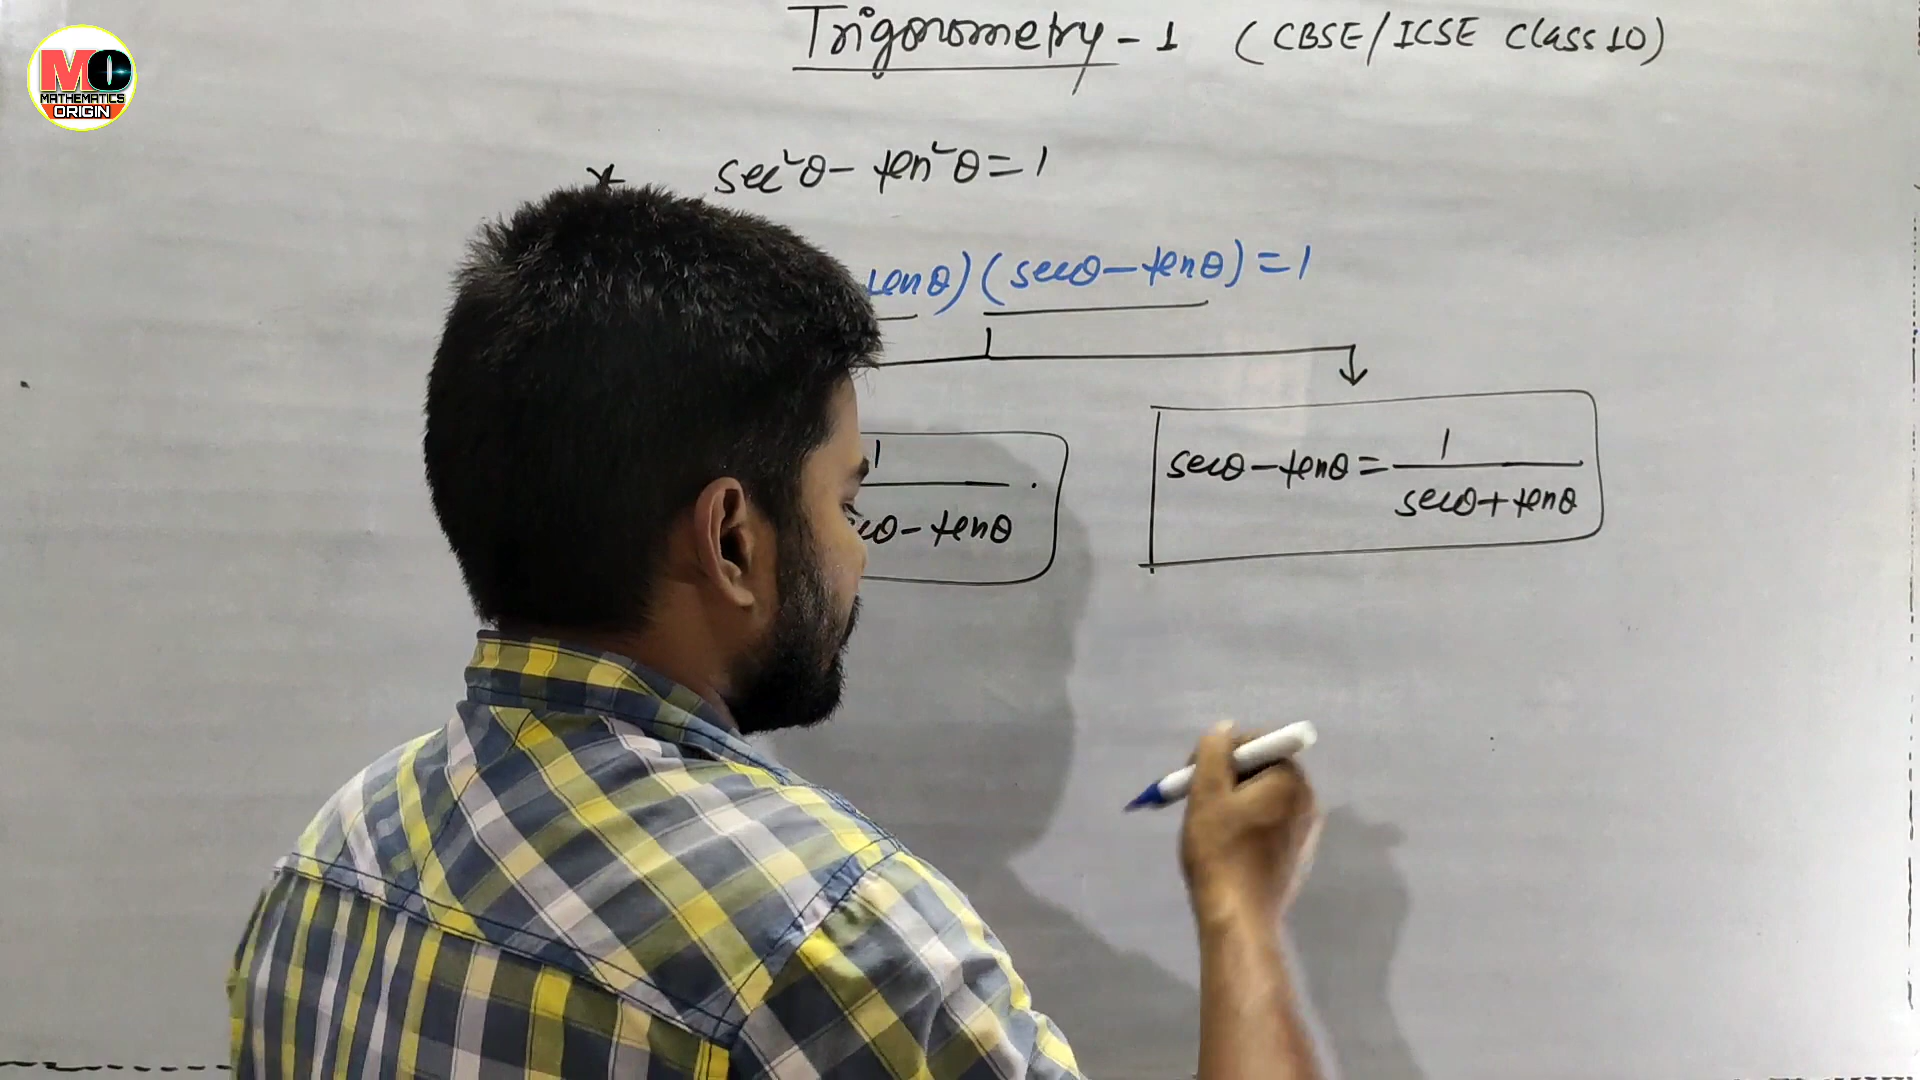 MO
MATHEMATICS
ORIGIN
Trigonometry - 1 (CBSE/ICSE Class 10)
* sec²θ - tan²θ = 1
tanθ)(secθ - tanθ) = 1
1
secθ - tanθ = 1
- tanθ
secθ + tanθ